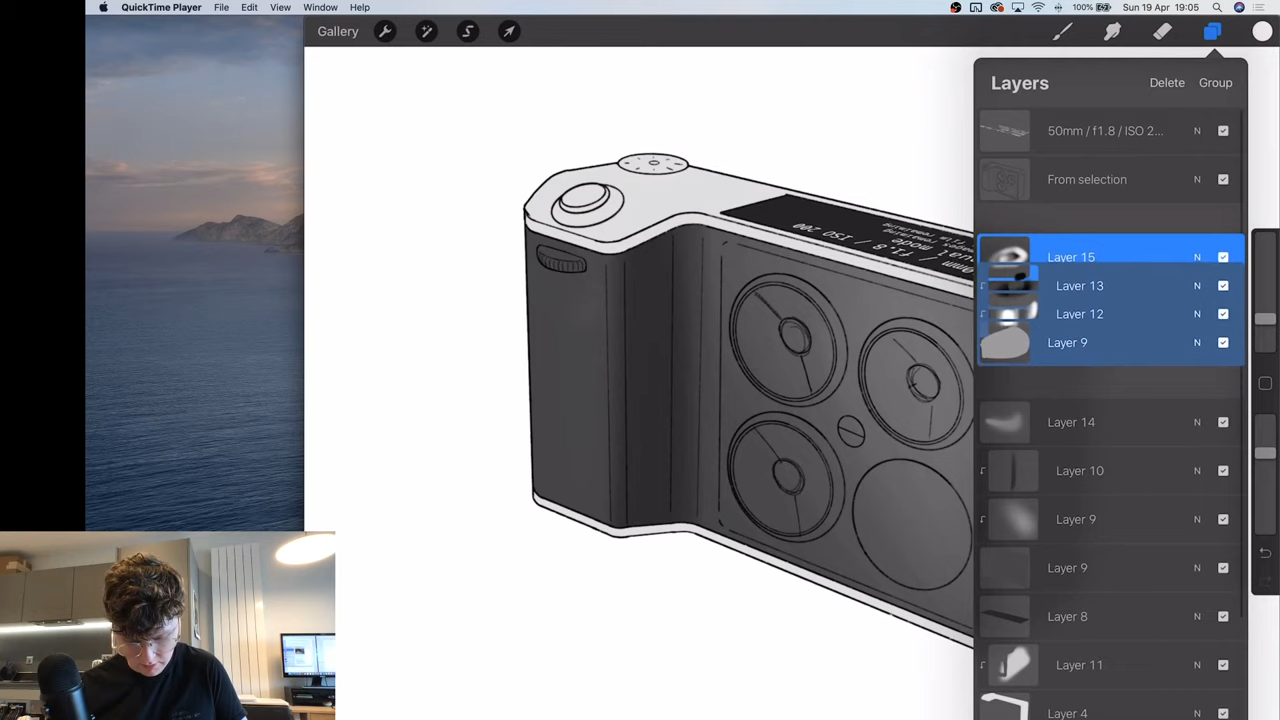 QuickTime Player File Edit View Window Help 100% Sun 19 Apr 19:05
Gallery
Layers Delete Group
50mm / f1.8 / ISO 2... N
From selection N
Layer 15 N
Layer 13 N
Layer 12 N
Layer 9 N
Layer 14 N
Layer 10 N
Layer 9 N
Layer 9 N
Layer 8 N
Layer 11 N
Layer 4 N
f1.8 / ISO 200
images remaining